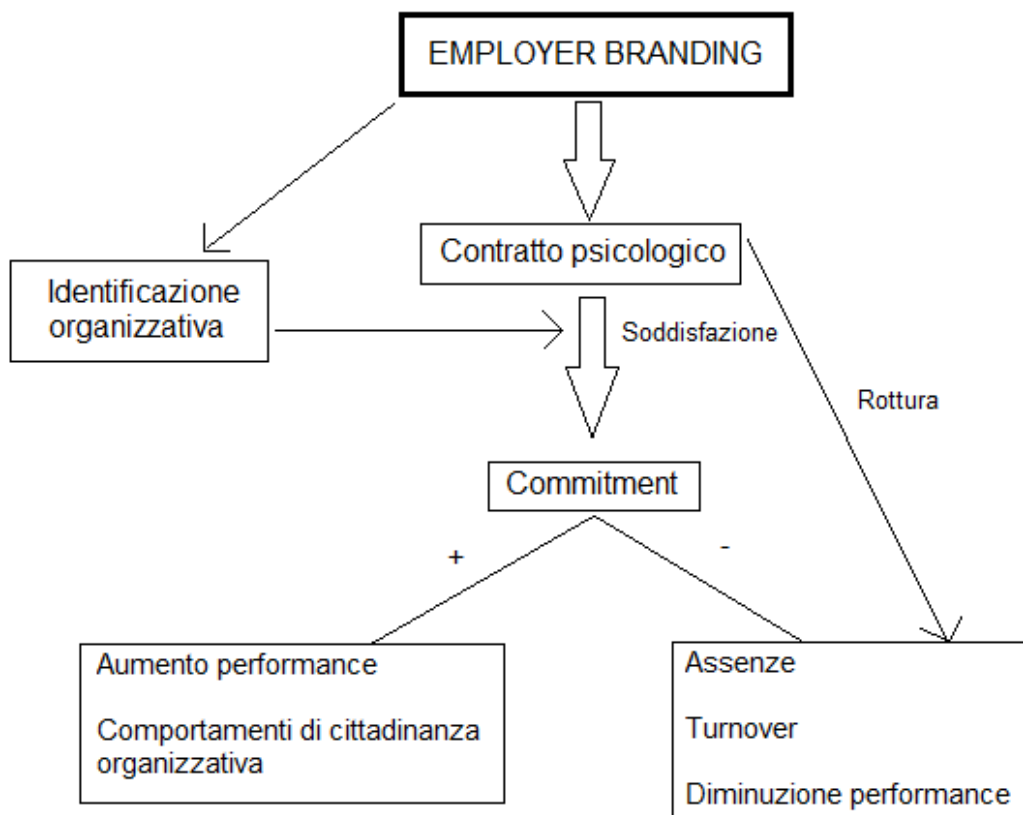 EMPLOYER BRANDING
Contratto psicologico
Identificazione
organizzativa
Soddisfazione
Rottura
Commitment
+
-
Aumento performance
Comportamenti di cittadinanza
organizzativa
Assenze
Turnover
Diminuzione performance